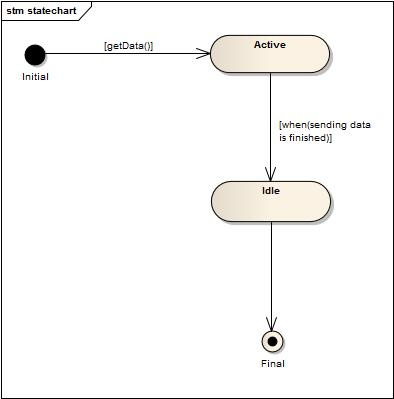 stm statechart
[getData()]
Active
Initial
[when(sending data
is finished)]
Idle
Final